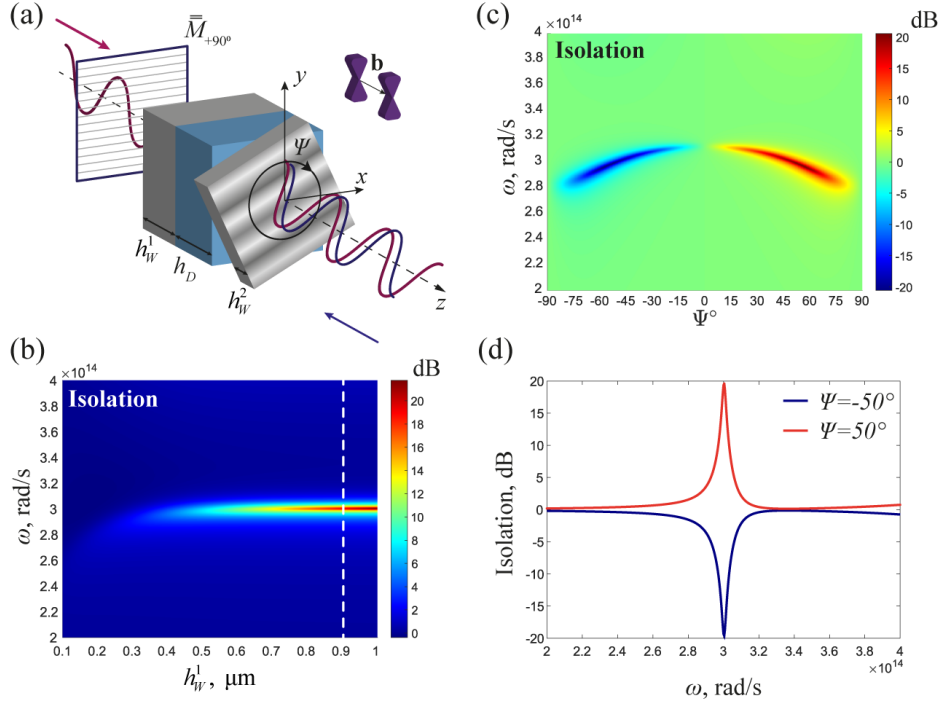 (a)
M̿+90º
b
y
Ψ
x
h¹W
hD
h²W
z
(b)
×10¹⁴
dB
Isolation
ω, rad/s
4
3.8
3.6
3.4
3.2
3
2.8
2.6
2.4
2.2
2
0.1 0.2 0.3 0.4 0.5 0.6 0.7 0.8 0.9 1
h¹W, μm
20
18
16
14
12
10
8
6
4
2
0
(c)
×10¹⁴
dB
Isolation
ω, rad/s
4
3.8
3.6
3.4
3.2
3
2.8
2.6
2.4
2.2
2
-90 -75 -60 -45 -30 -15 0 15 30 45 60 75 90
Ψ°
20
15
10
5
0
-5
-10
-15
-20
(d)
Isolation, dB
20
15
10
5
0
-5
-10
-15
-20
Ψ=-50°
Ψ=50°
2 2.2 2.4 2.6 2.8 3 3.2 3.4 3.6 3.8 4
×10¹⁴
ω, rad/s